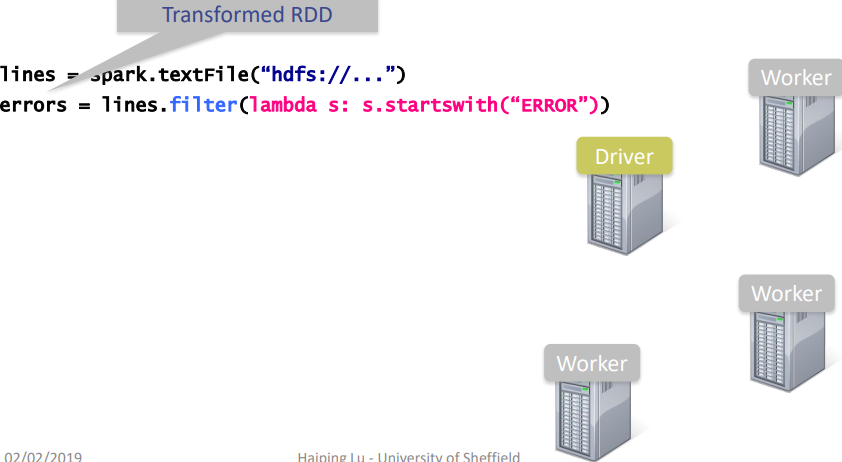 Transformed RDD
lines = spark.textFile(“hdfs://...”)
errors = lines.filter(lambda s: s.startswith(“ERROR”))
Worker
Driver
Worker
Worker
02/02/2019
Haiping Lu - University of Sheffield